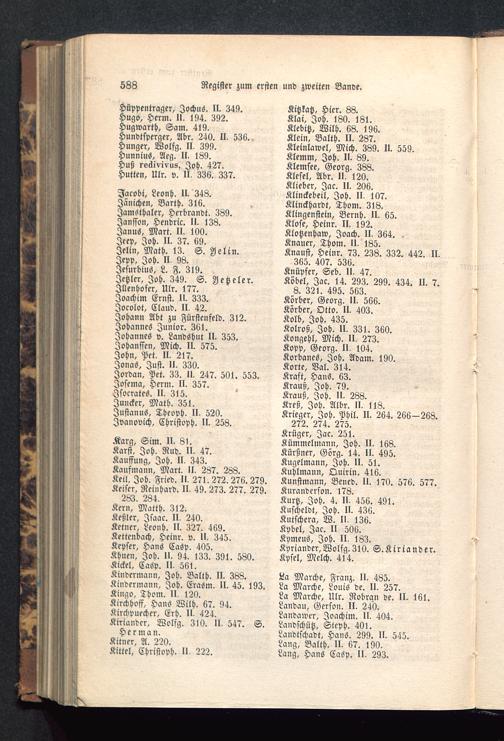 588 Register zum ersten und zweiten Bande.
Hüppentrager, Jochus. II. 349.
Hugo, Herm. II. 194. 392.
Hugwarth, Sam. 419.
Hundtsperger, Abr. 240. II. 536.
Hunger, Wolfg. II. 399.
Hunnius, Aeg. II. 189.
Huß redivivus, Joh. 427.
Hutten, Ulr. v. II. 336. 337.
Jacobi, Leonh. II. 348.
Jänichen, Barth. 316.
Jamsthaler, Herbrandt. 389.
Jansson, Hendric. II. 138.
Janus, Mart. II. 100.
Jeep, Joh. II. 37. 69.
Jelin, Math. 13. S. Gelin.
Jepp, Joh. II. 98.
Jesurbius, L. F. 319.
Jetzler, Joh. 349. S. Jetzeler.
Ilsenhofer, Ulr. 177.
Joachim Ernst. II. 333.
Jocolot, Claud. II. 42.
Johann Abt zu Fürstenfeld. 312.
Johannes Junior. 361.
Johannes v. Landshut II. 353.
Johanssen, Mich. II. 575.
John, Pet. II. 217.
Jonas, Just. II. 330.
Jordan, Pet. 33. II. 247. 501. 553.
Josema, Herm. II. 357.
Isocrates. II. 315.
Juncker, Math. 351.
Justanus, Theoph. II. 520.
Ivanovich, Christoph. II. 258.
Karg, Sim. II. 81.
Karst, Joh. Rud. II. 47.
Kauffung, Joh. II. 343.
Kaufmann, Mart. II. 287. 288.
Keil, Joh. Fried. II. 271. 272. 276. 279.
Keiser, Reinhard. II. 49. 273. 277. 279.
283. 284.
Kern, Matth. 312.
Keßler, Isaac. II. 240.
Ketner, Leonh. II. 327. 469.
Kettenbach, Heinr. v. II. 345.
Keyser, Hans Casp. 405.
Khuen, Joh. II. 94. 133. 391. 580.
Kickel, Casp. II. 561.
Kindermann, Joh. Balth. II. 388.
Kindermann, Joh. Erasm. II. 45. 193.
Kingo, Thom. II. 120.
Kirchhoff, Hans Wilh. 67. 94.
Kirchpuecher, Erh. II. 424.
Kiriander, Wolfg. 310. II. 547. S.
Herman.
Kitner, A. 220.
Kittel, Christoph. II. 222.
Kitzkatz, Hier. 88.
Klai, Joh. 180. 181.
Klebitz, Wilh. 68. 196.
Klein, Balth. II. 287.
Kleinlawel, Mich. 389. II. 559.
Klemm, Joh. II. 89.
Klemsee, Georg. 388.
Klesel, Abr. II. 120.
Klieber, Jac. II. 206.
Klinckebeil, Joh. II. 107.
Klinckhardt, Thom. 318.
Klingenstein, Bernh. II. 65.
Klose, Heinr. II. 192.
Klotzenhaw, Joach. II. 364.
Knauer, Thom. II. 185.
Knauff, Heinr. 73. 238. 332. 442. II.
365. 407. 536.
Knüpfer, Seb. II. 47.
Köbel, Jac. 14. 293. 299. 434. II. 7.
8. 321. 495. 563.
Körber, Georg. II. 566.
Körber, Otto. II. 403.
Kolb, Joh. 435.
Kolroß, Joh. II. 331. 360.
Kongehl, Mich. II. 273.
Kopp, Georg. II. 104.
Korbanes, Joh. Adam. 190.
Korte, Val. 314.
Kraft, Hans. 63.
Krauß, Joh. 79.
Krauß, Joh. II. 288.
Kreß, Joh. Albr. II. 118.
Krieger, Joh. Phil. II. 264. 266—268.
272. 274. 275.
Krüger, Jac. 251.
Kümmelmann, Joh. II. 168.
Kürßner, Görg. 14. II. 495.
Kugelmann, Joh. II. 51.
Kuhlmann, Quirin. 416.
Kunstmann, Bened. II. 170. 576. 577.
Kuranderson. 178.
Kurtz, Joh. 4. II. 456. 491.
Kuscheldt, Joh. II. 436.
Kutschera, W. II. 136.
Kybel, Jac. II. 506.
Kymeus, Joh. II. 183.
Kyriander, Wolfg. 310. S. Kiriander.
Kysel, Melch. 414.
La Marche, Franz. II. 485.
La Marche, Louis de. II. 257.
La Marche, Ulr. Rohran de. II. 161.
Landau, Gerson. II. 240.
Landawer, Joachim. II. 404.
Landschütz, Steph. 401.
Landtschadt, Hans. 299. II. 545.
Lang, Balth. II. 67. 190.
Lang, Hans Casp. II. 293.